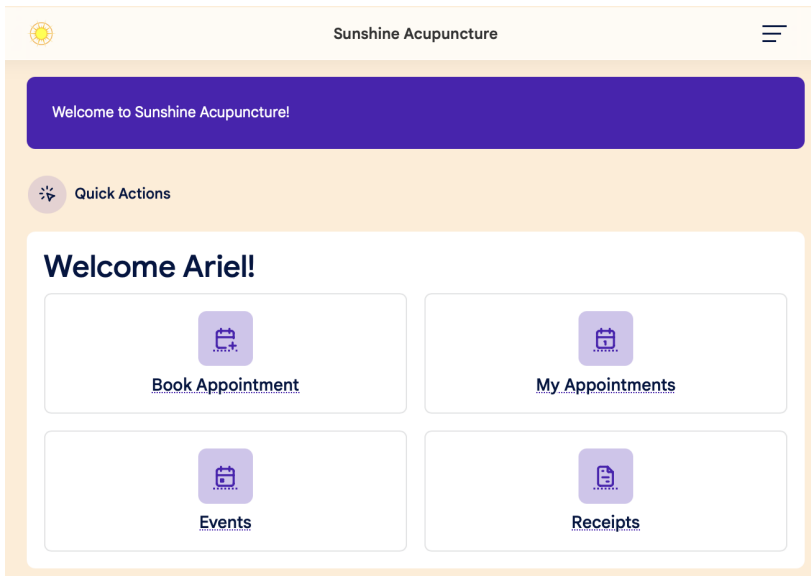 Sunshine Acupuncture
Welcome to Sunshine Acupuncture!
Quick Actions
Welcome Ariel!
Book Appointment
My Appointments
Events
Receipts